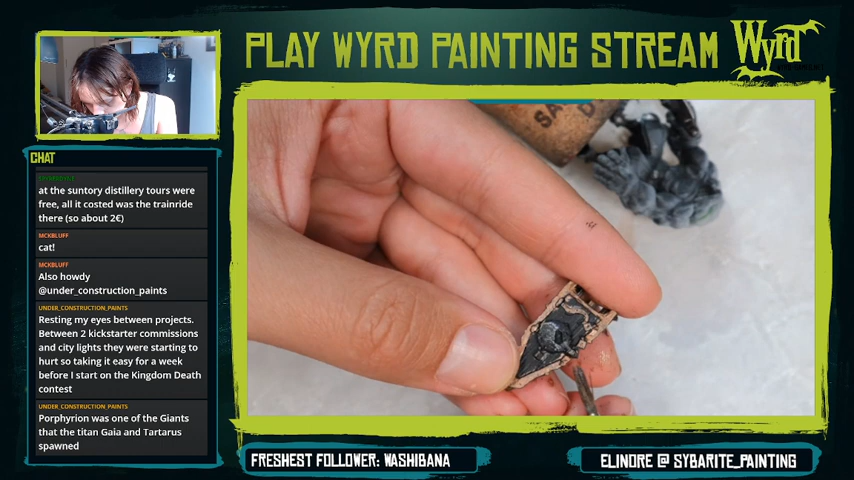 PLAY WYRD PAINTING STREAM
Wyrd
CHAT
at the suntory distillery tours were
free, all it costed was the trainride
there (so about 2€)
MCKBLUFF
cat!
MCKBLUFF
Also howdy
@under_construction_paints
UNDER_CONSTRUCTION_PAINTS
Resting my eyes between projects.
Between 2 kickstarter commissions
and city lights they were starting to
hurt so taking it easy for a week
before I start on the Kingdom Death
contest
UNDER_CONSTRUCTION_PAINTS
Porphyrion was one of the Giants
that the titan Gaia and Tartarus
spawned
FRESHEST FOLLOWER: WASHIBANA
ELINORE @ SYBARITE_PAINTING